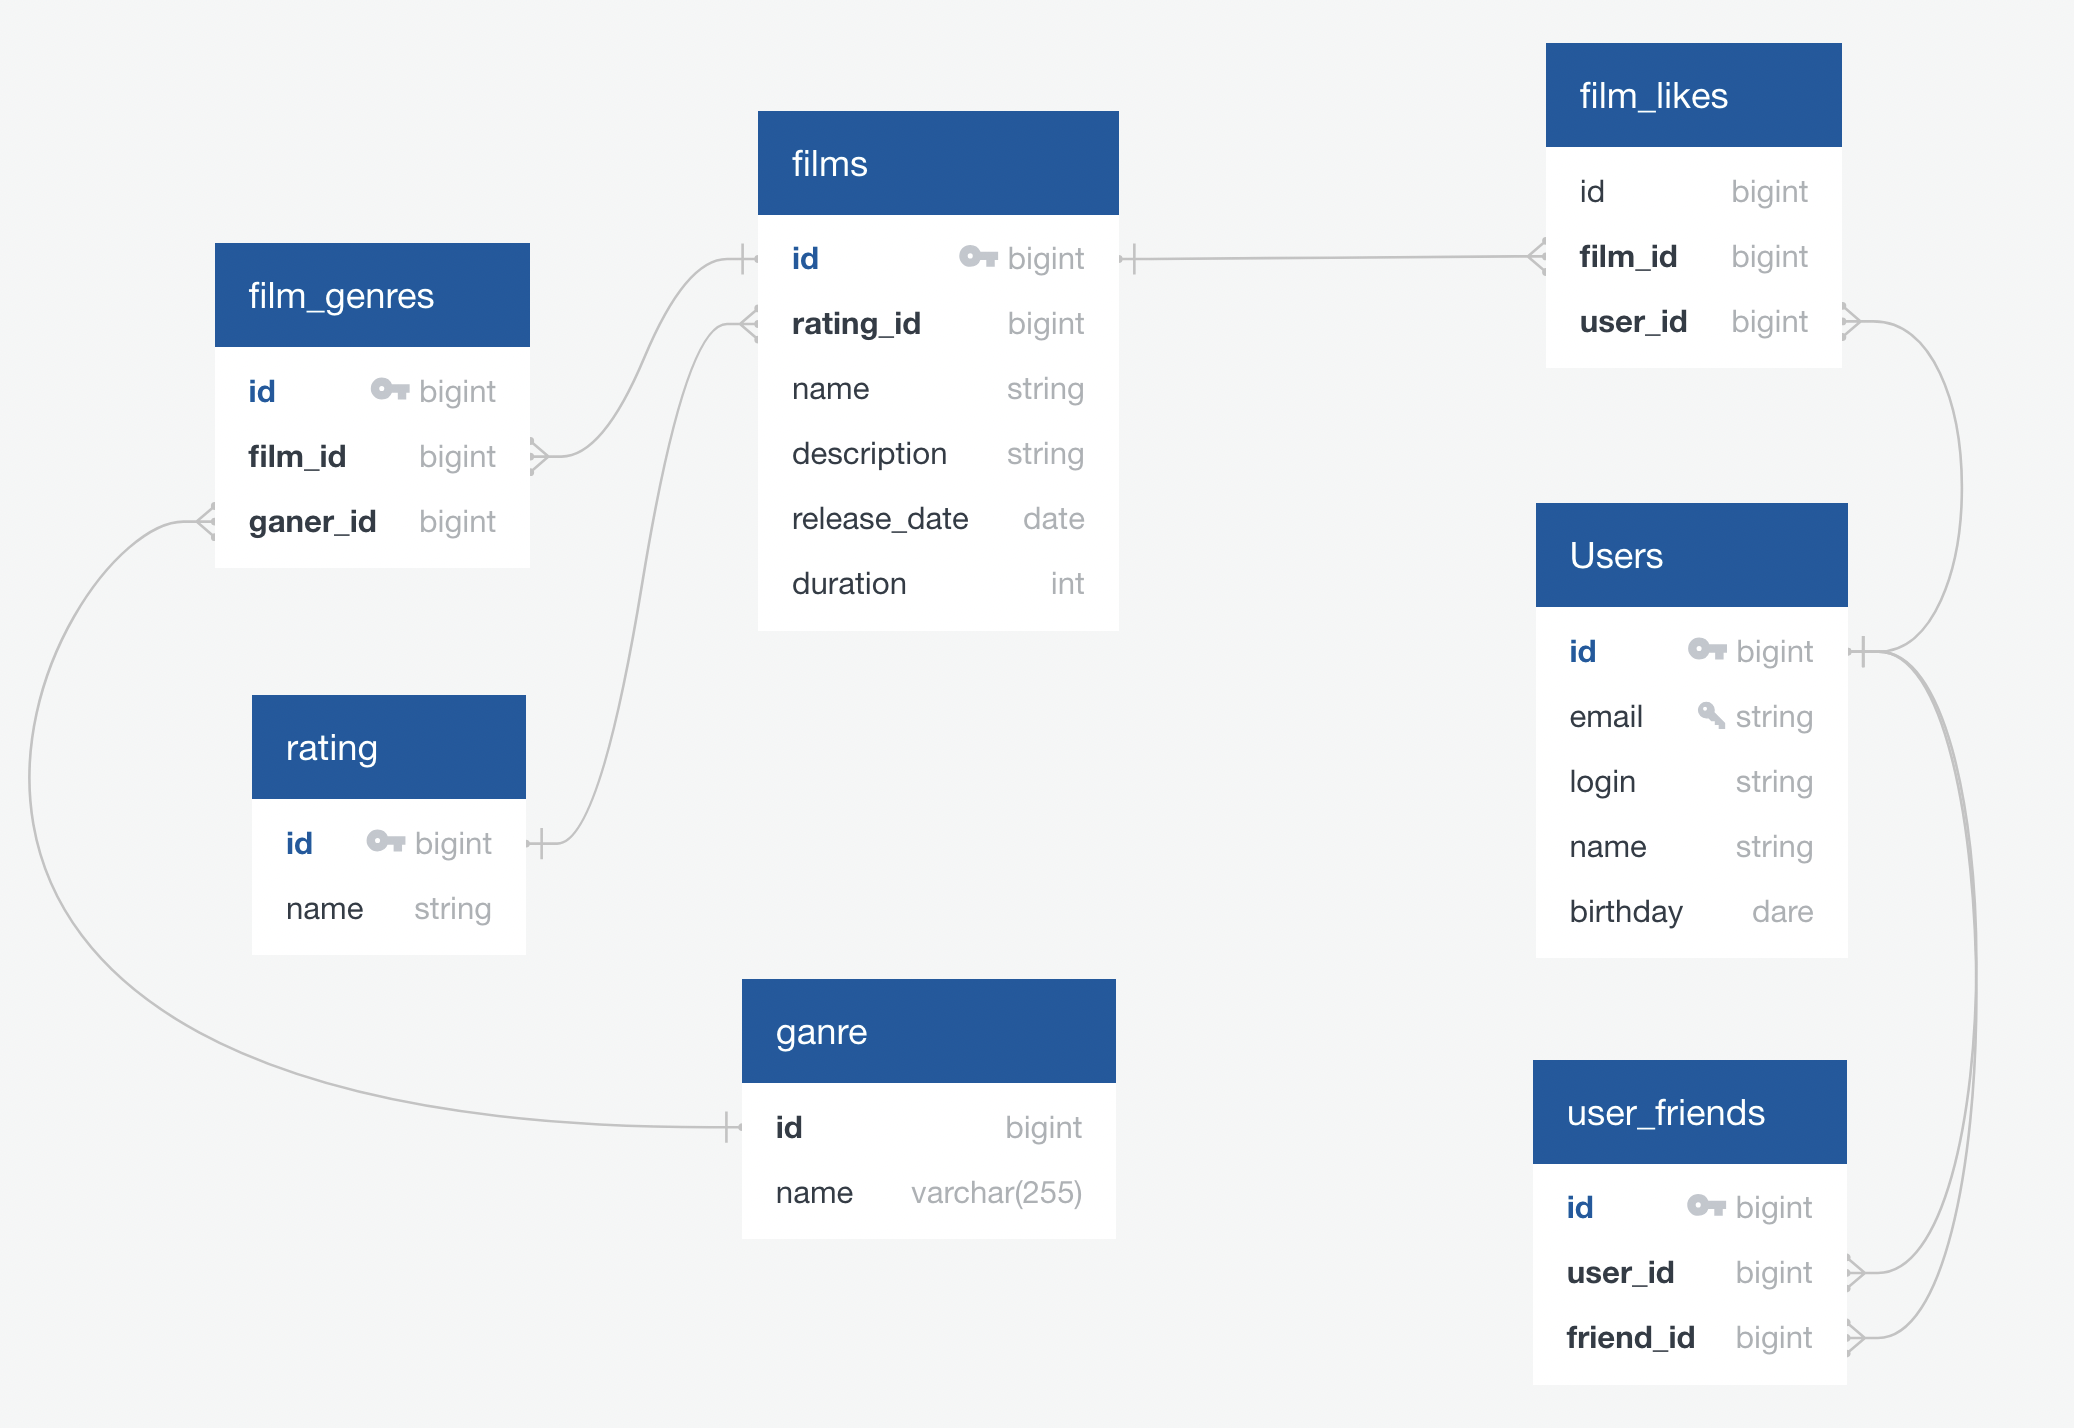 film_likes
id bigint
film_id bigint
user_id bigint
films
id bigint
rating_id bigint
name string
description string
release_date date
duration int
film_genres
id bigint
film_id bigint
ganer_id bigint
Users
id bigint
email string
login string
name string
birthday dare
rating
id bigint
name string
ganre
id bigint
name varchar(255)
user_friends
id bigint
user_id bigint
friend_id bigint